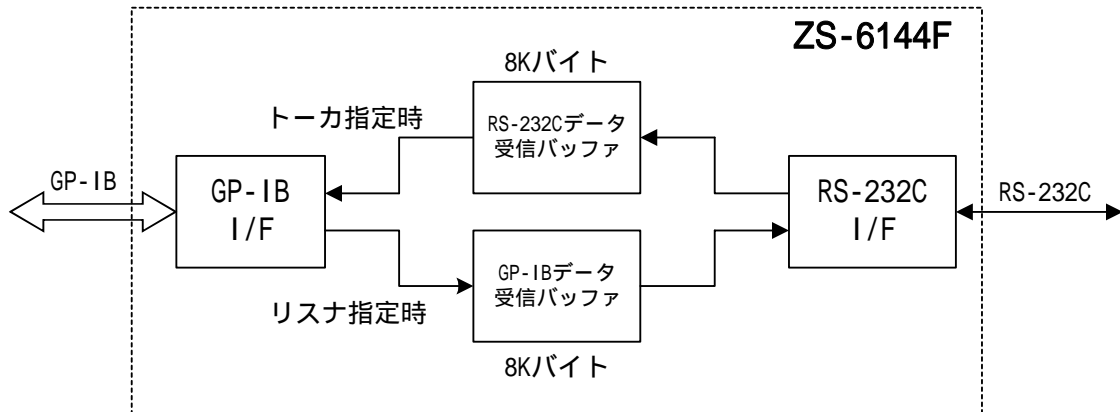 ZS-6144F
8Kバイト
トーカ指定時
RS-232Cデータ
受信バッファ
GP-IB
GP-IB
I/F
RS-232C
I/F
RS-232C
GP-IBデータ
受信バッファ
リスナ指定時
8Kバイト